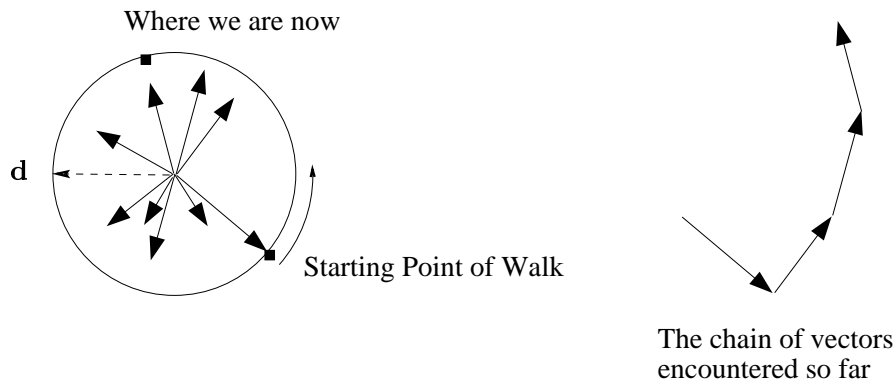 Where we are now
d
Starting Point of Walk
The chain of vectors
encountered so far